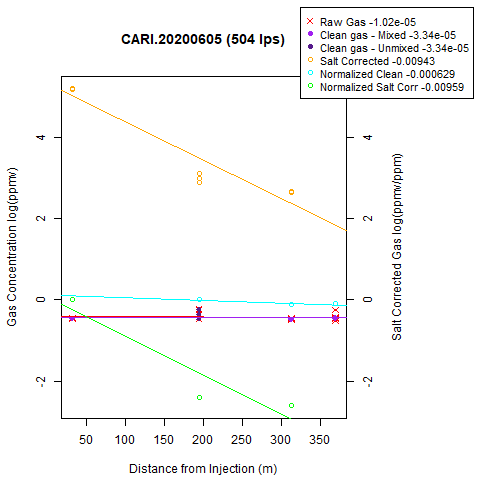 Raw Gas -1.02e-05
Clean gas - Mixed -3.34e-05
Clean gas - Unmixed -3.34e-05
Salt Corrected -0.00943
Normalized Clean -0.000629
Normalized Salt Corr -0.00959
CARI.20200605 (504 lps)
Gas Concentration log(ppmv)
4
2
0
-2
Salt Corrected Gas log(ppmv/ppm)
4
2
0
-2
50 100 150 200 250 300 350
Distance from Injection (m)